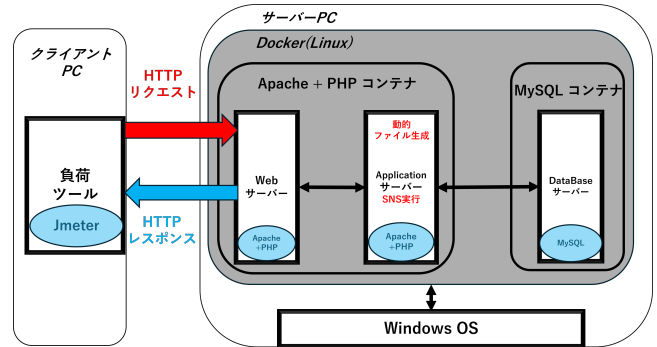 サーバーPC
クライアント
PC
Docker(Linux)
HTTP
リクエスト
Apache + PHP コンテナ
MySQL コンテナ
負荷
ツール
Jmeter
HTTP
レスポンス
Web
サーバー
Apache
+PHP
動的
ファイル生成
Application
サーバー
SNS実行
Apache
+PHP
DataBase
サーバー
MySQL
Windows OS